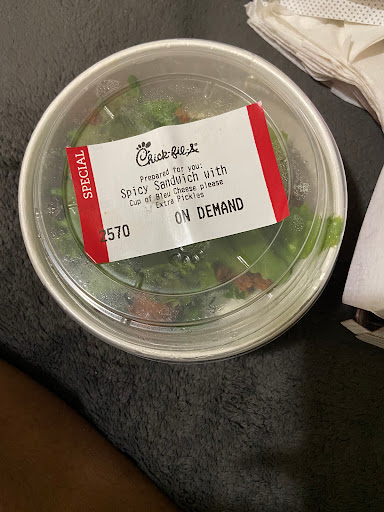 SPECIAL
Chick-fil-A
Prepared for you:
Spicy Sandwich with
Cup of Bleu Cheese please
Extra Pickles
2570 ON DEMAND